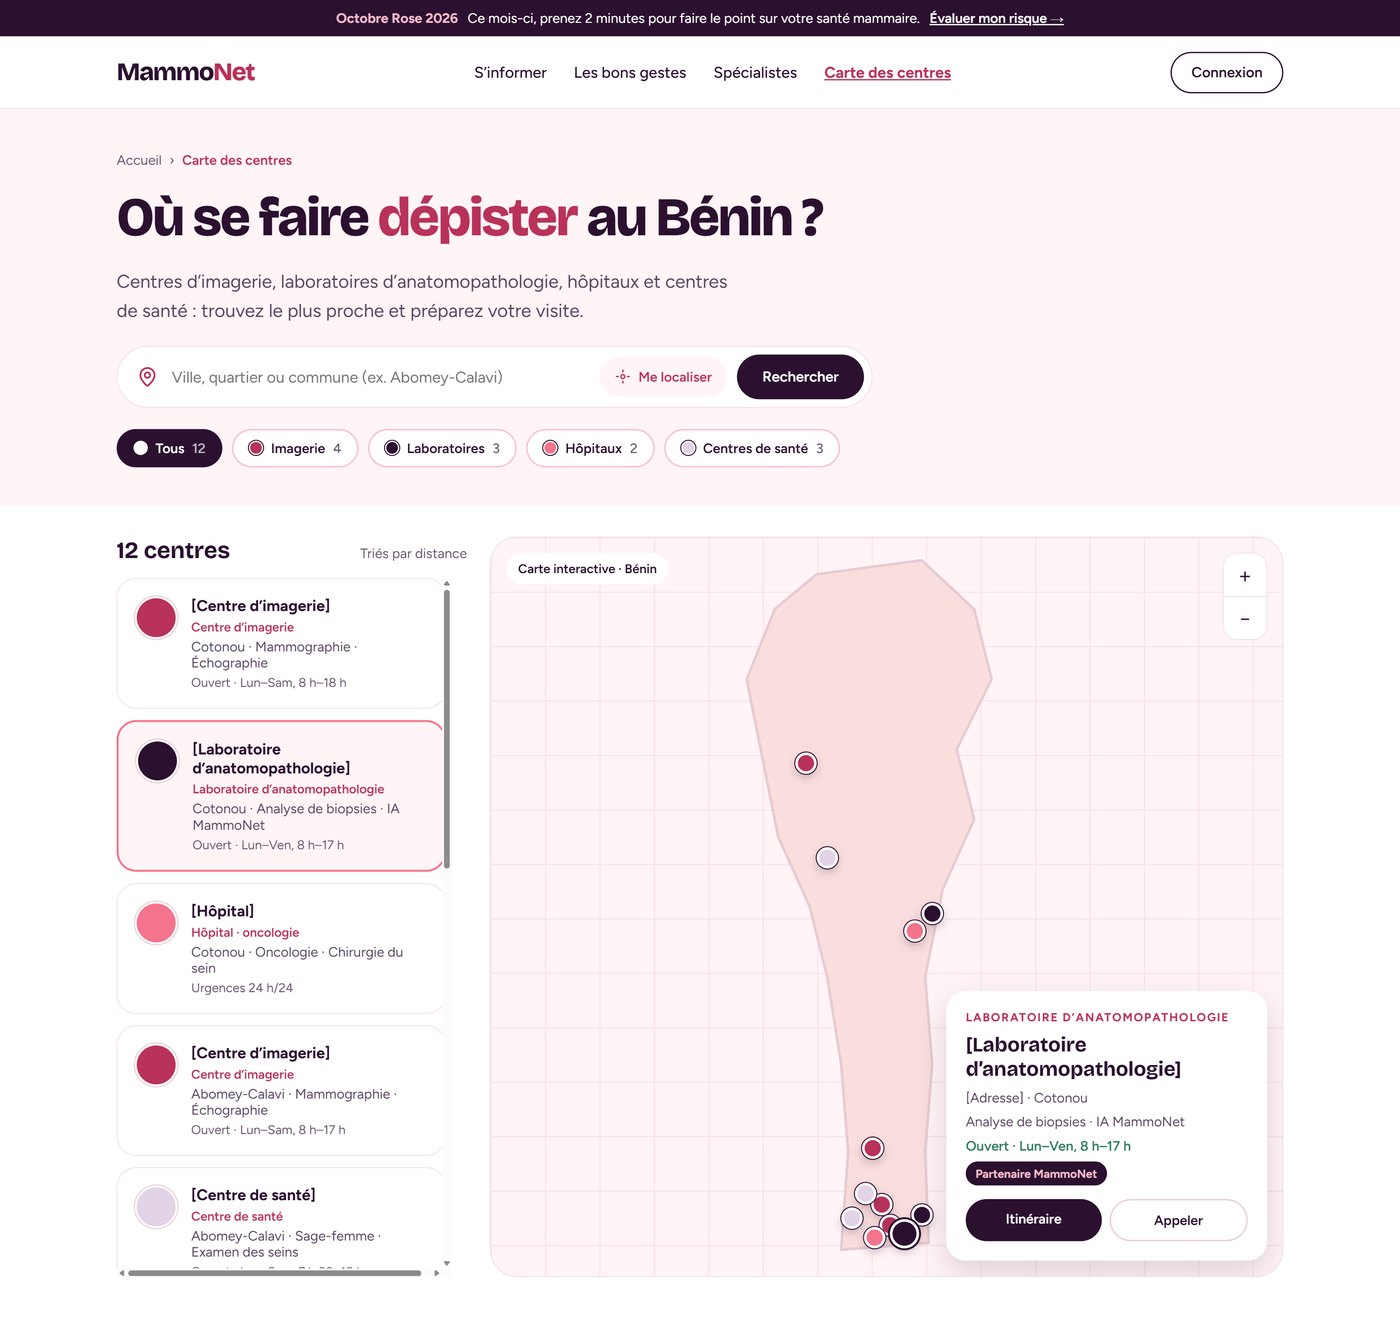 Octobre Rose 2026 Ce mois-ci, prenez 2 minutes pour faire le point sur votre santé mammaire. Évaluer mon risque →
MammoNet
S’informer
Les bons gestes
Spécialistes
Carte des centres
Connexion
Accueil › Carte des centres
Où se faire dépister au Bénin ?
Centres d’imagerie, laboratoires d’anatomopathologie, hôpitaux et centres
de santé : trouvez le plus proche et préparez votre visite.
Ville, quartier ou commune (ex. Abomey-Calavi)
Me localiser
Rechercher
Tous 12
Imagerie 4
Laboratoires 3
Hôpitaux 2
Centres de santé 3
12 centres
Triés par distance
[Centre d’imagerie]
Centre d’imagerie
Cotonou · Mammographie ·
Échographie
Ouvert · Lun–Sam, 8 h–18 h
[Laboratoire
d’anatomopathologie]
Laboratoire d’anatomopathologie
Cotonou · Analyse de biopsies · IA
MammoNet
Ouvert · Lun–Ven, 8 h–17 h
[Hôpital]
Hôpital · oncologie
Cotonou · Oncologie · Chirurgie du
sein
Urgences 24 h/24
[Centre d’imagerie]
Centre d’imagerie
Abomey-Calavi · Mammographie ·
Échographie
Ouvert · Lun–Sam, 8 h–17 h
[Centre de santé]
Centre de santé
Abomey-Calavi · Sage-femme ·
Examen des seins
Carte interactive · Bénin
+
−
LABORATOIRE D’ANATOMOPATHOLOGIE
[Laboratoire
d’anatomopathologie]
[Adresse] · Cotonou
Analyse de biopsies · IA MammoNet
Ouvert · Lun–Ven, 8 h–17 h
Partenaire MammoNet
Itinéraire
Appeler